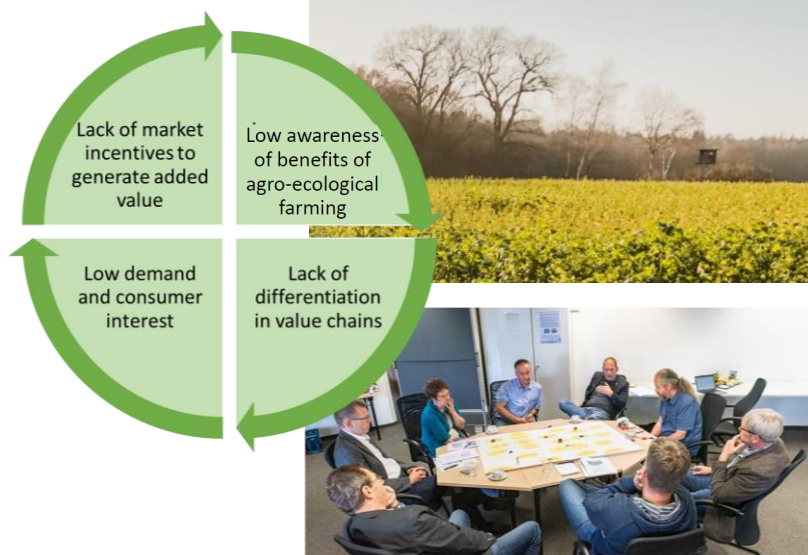 Lack of market
incentives to
generate added
value
Low awareness
of benefits of
agro-ecological
farming
Low demand
and consumer
interest
Lack of
differentiation
in value chains